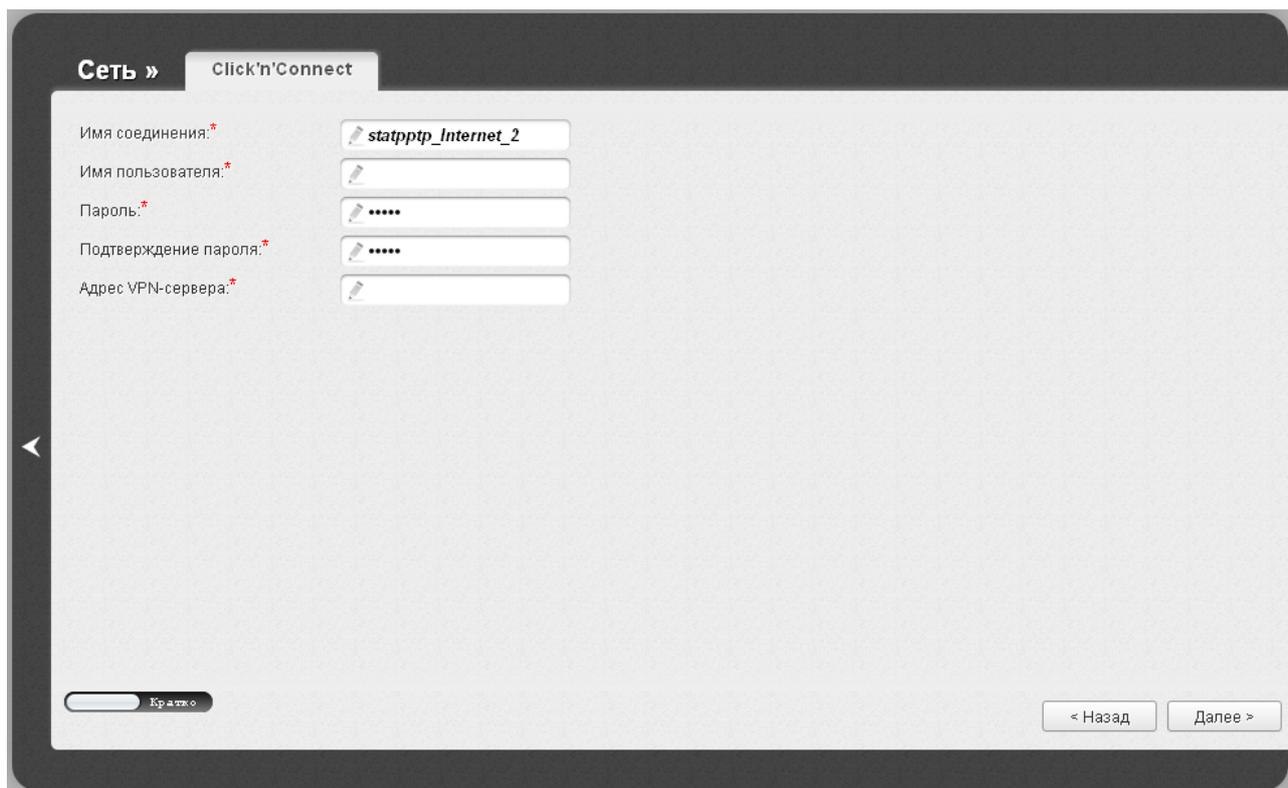 Сеть »
Click'n'Connect
Имя соединения:*
statpptp_Internet_2
Имя пользователя:*
Пароль:*
•••••
Подтверждение пароля:*
•••••
Адрес VPN-сервера:*
Кратко
< Назад
Далее >